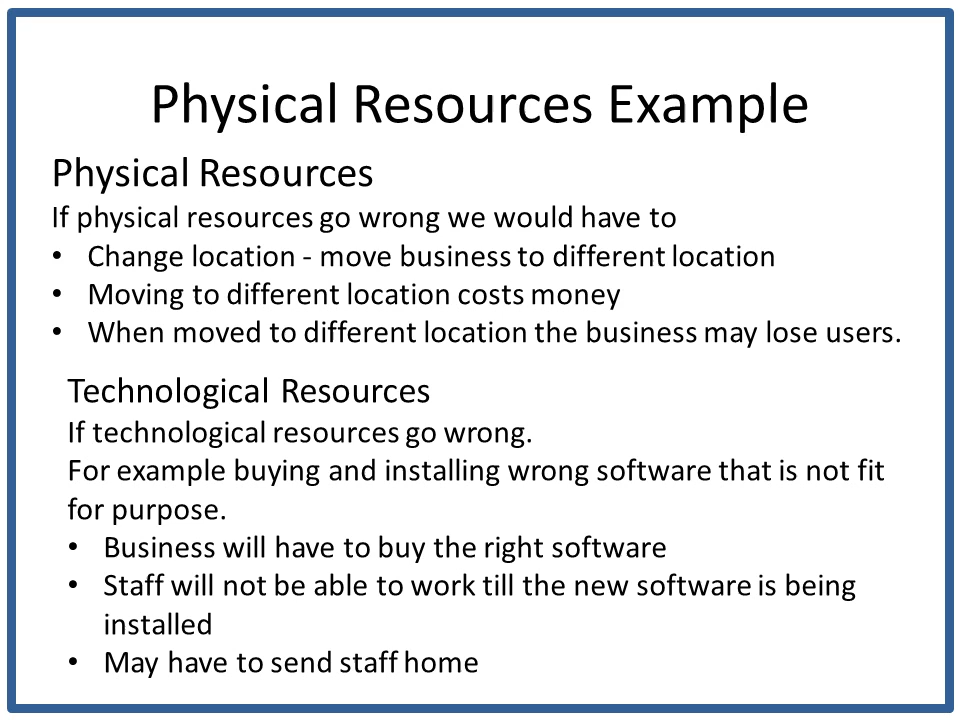 Physical Resources Example
Physical Resources
If physical resources go wrong we would have to
• Change location - move business to different location
• Moving to different location costs money
• When moved to different location the business may lose users.
Technological Resources
If technological resources go wrong.
For example buying and installing wrong software that is not fit
for purpose.
• Business will have to buy the right software
• Staff will not be able to work till the new software is being
installed
• May have to send staff home